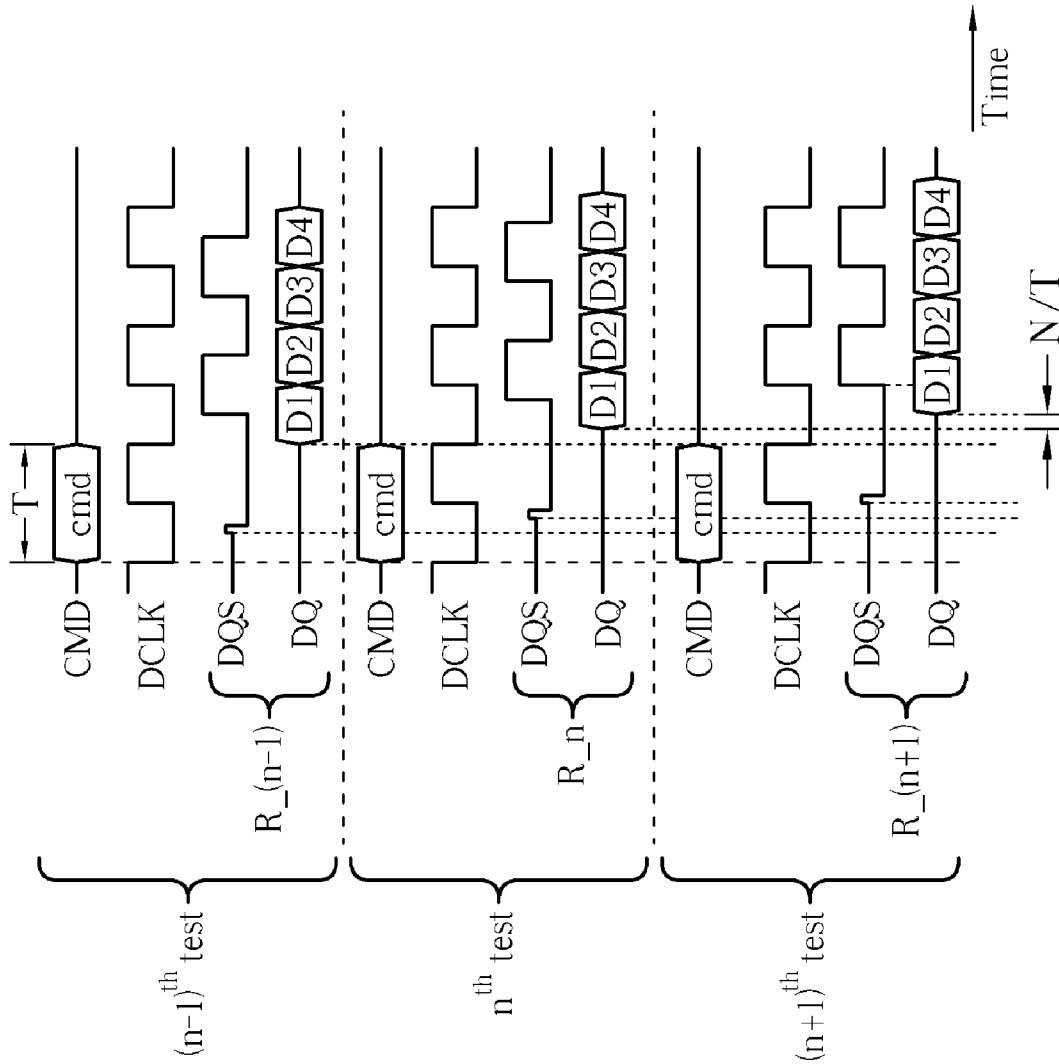 (n-1)th test
R_(n-1)
CMD
cmd
T
DCLK
DQS
DQ
D1 D2 D3 D4
nth test
R_n
CMD
cmd
DCLK
DQS
DQ
D1 D2 D3 D4
(n+1)th test
R_(n+1)
CMD
cmd
DCLK
DQS
DQ
D1 D2 D3 D4
N/T
Time